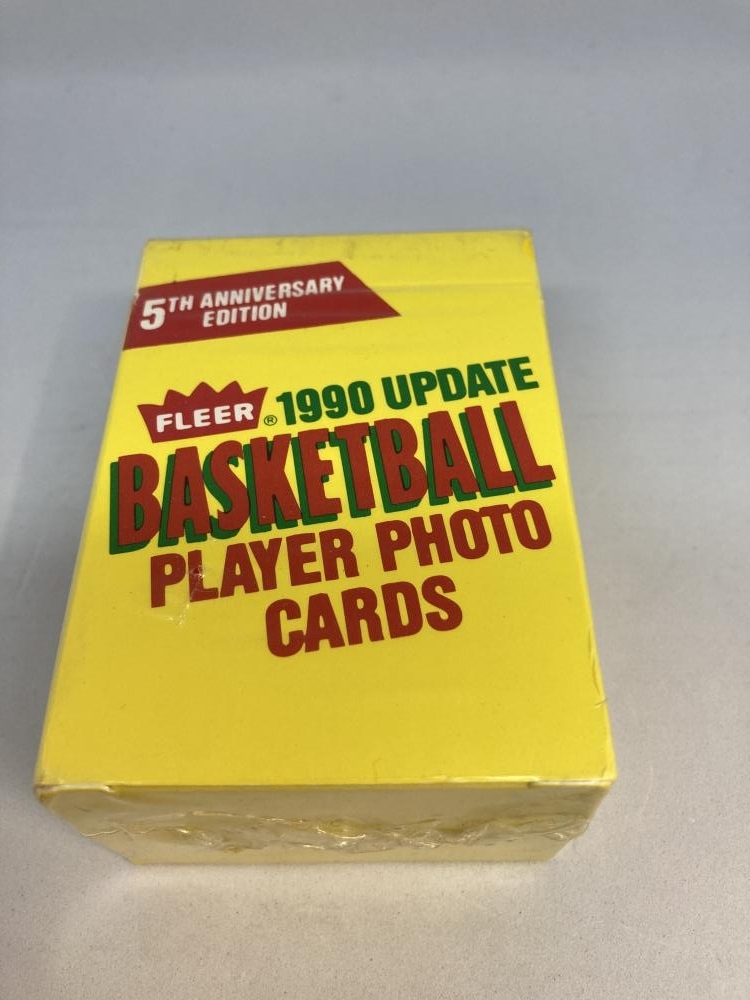 5TH ANNIVERSARY
EDITION
FLEER® 1990 UPDATE
BASKETBALL
PLAYER PHOTO
CARDS